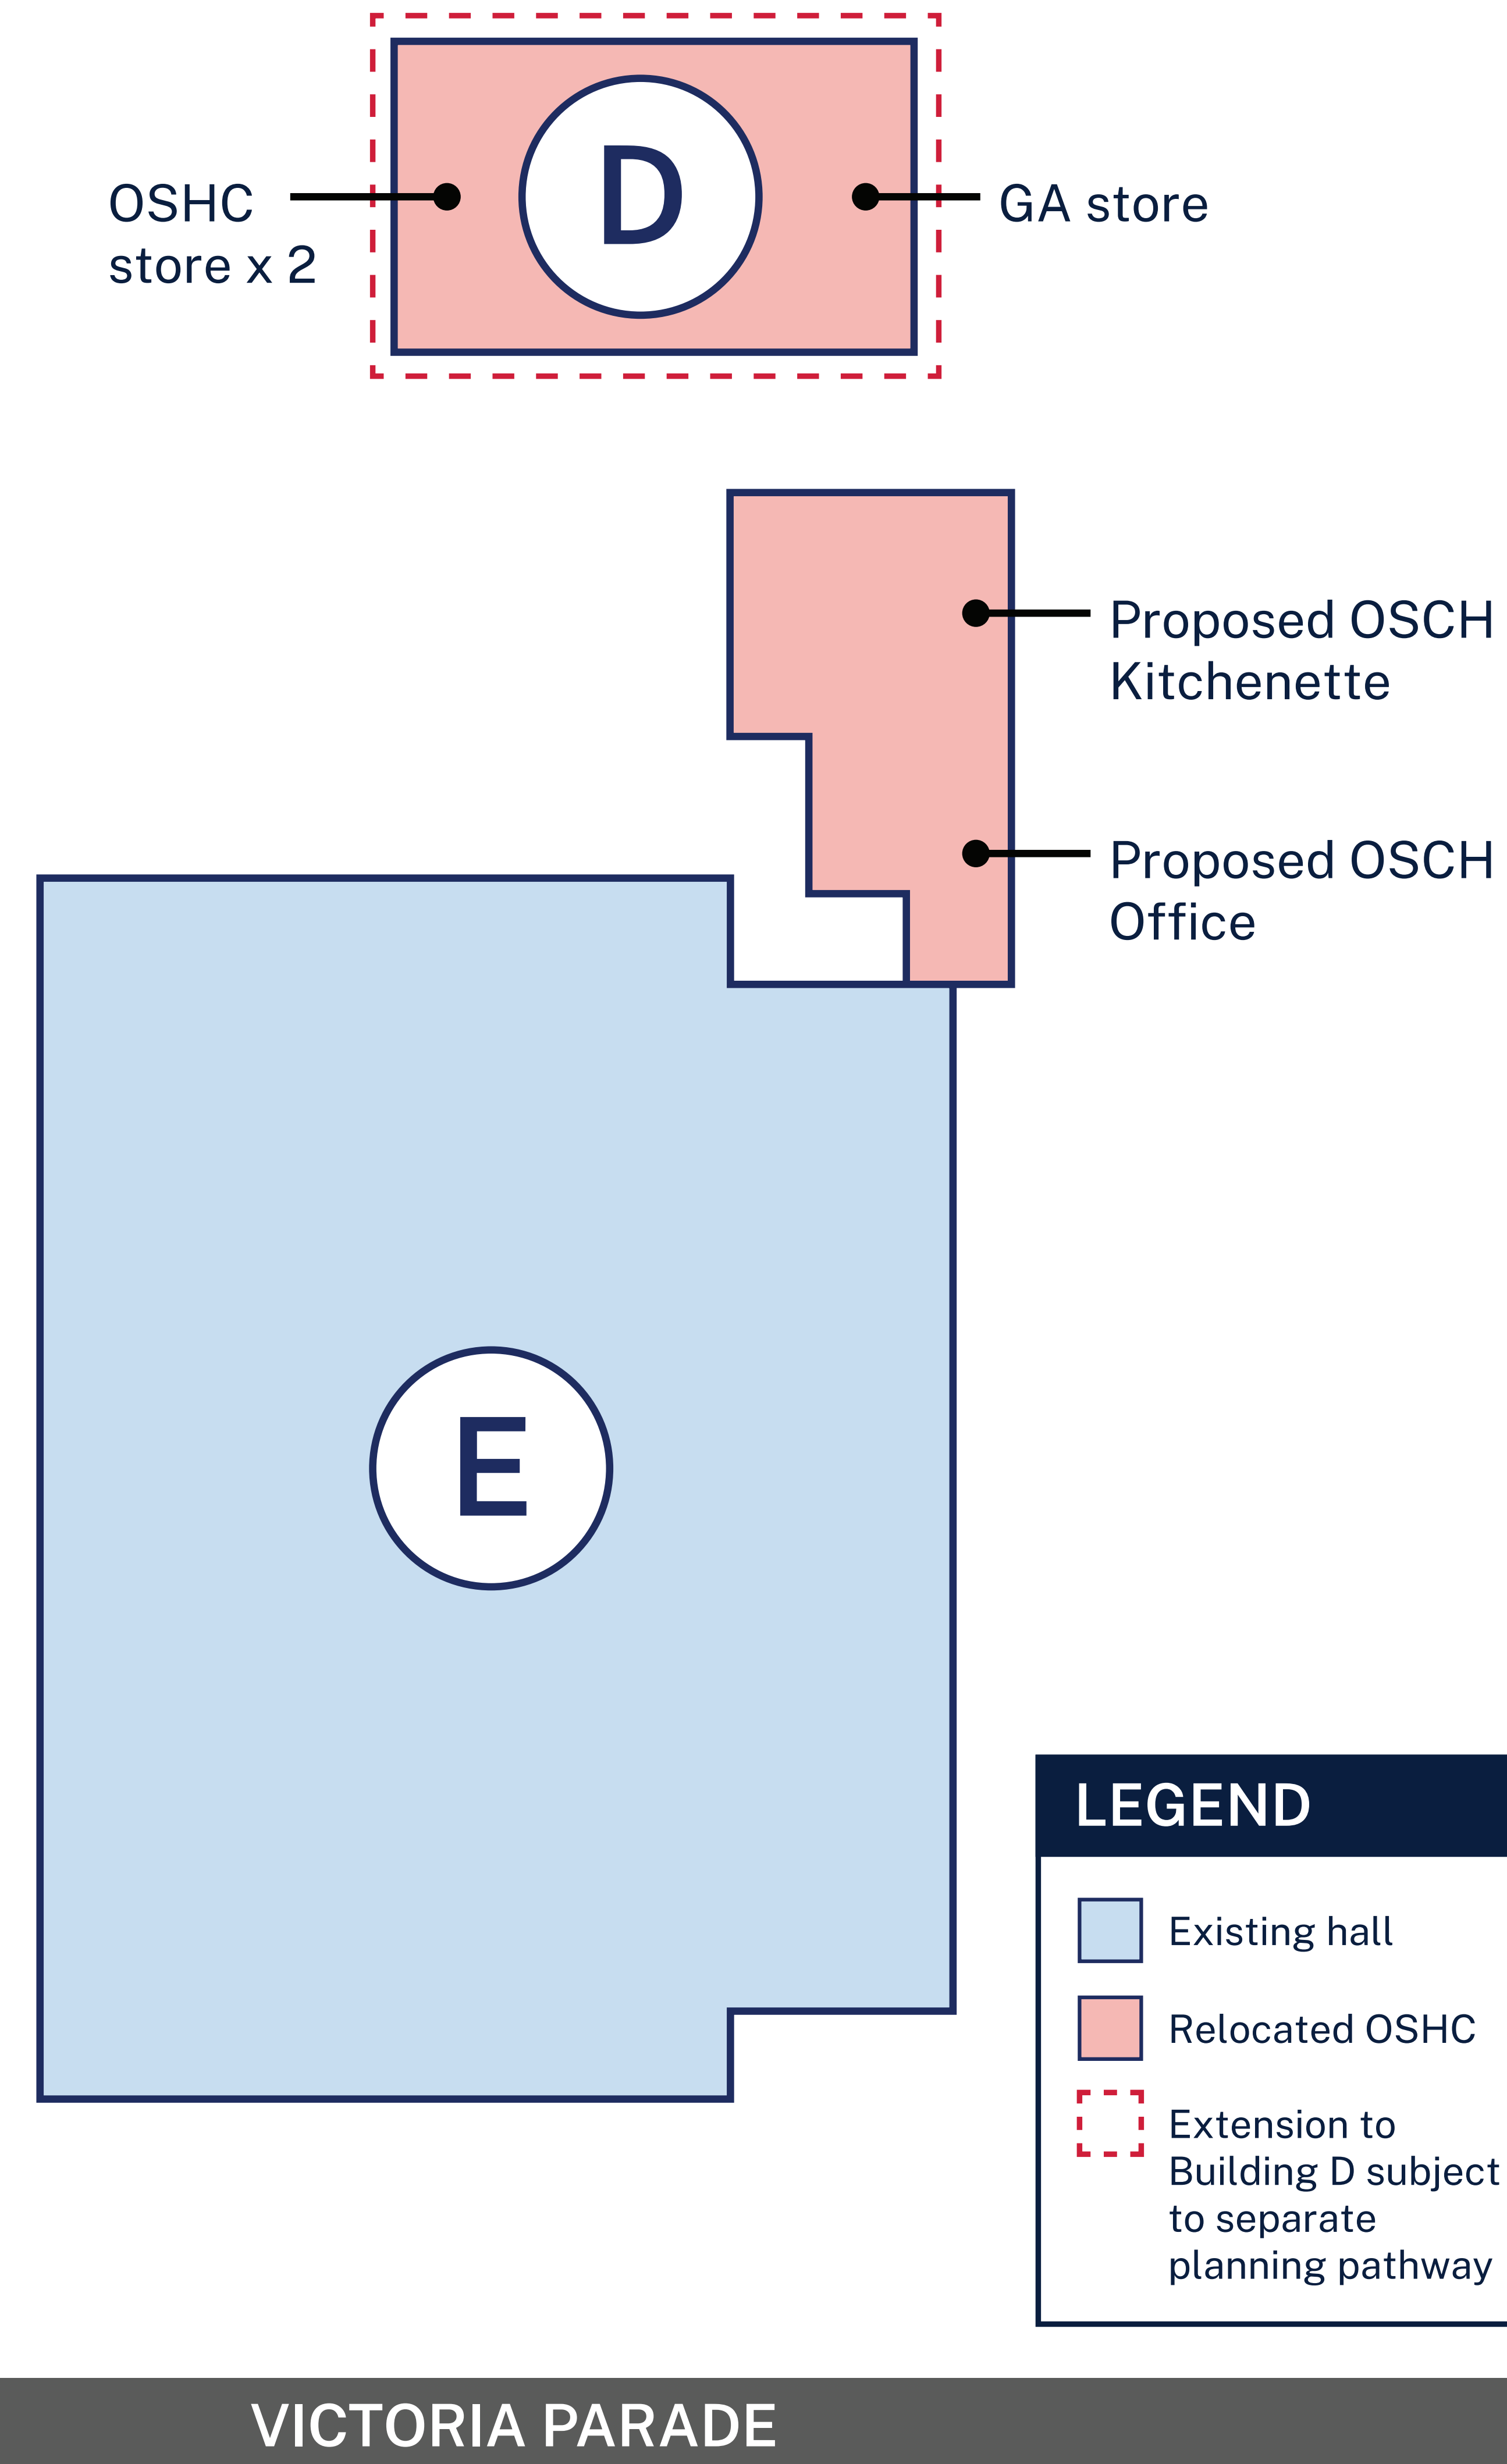 D
OSHC
store x 2
GA store
Proposed OSCH
Kitchenette
Proposed OSCH
Office
E
LEGEND
Existing hall
Relocated OSHC
Extension to
Building D subject
to separate
planning pathway
VICTORIA PARADE